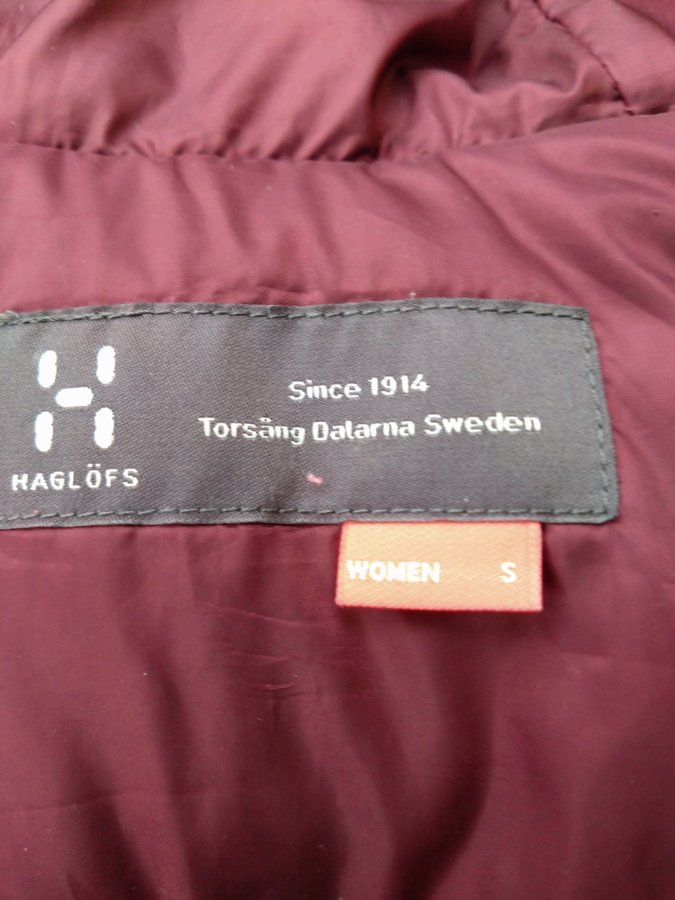 HAGLÖFS
Since 1914
Torsång Dalarna Sweden
WOMEN S